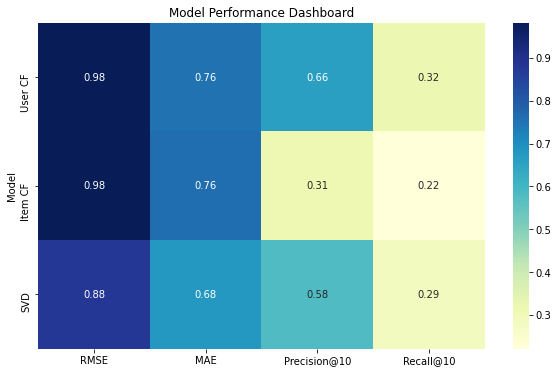 Model Performance Dashboard
User CF
0.98 0.76 0.66 0.32
Item CF
0.98 0.76 0.31 0.22
SVD
0.88 0.68 0.58 0.29
Model
RMSE MAE Precision@10 Recall@10
0.9
0.8
0.7
0.6
0.5
0.4
0.3